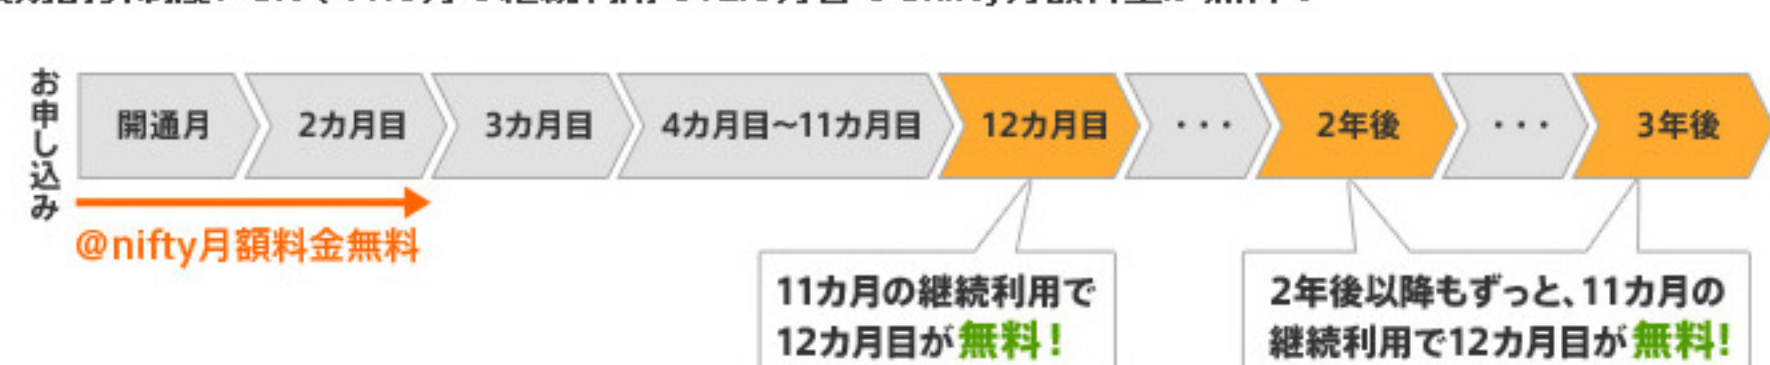 お申し込み
開通月
2カ月目
3カ月目
4カ月目～11カ月目
12カ月目
・・・
2年後
・・・
3年後
@nifty月額料金無料
11カ月の継続利用で
12カ月目が無料!
2年後以降もずっと、11カ月の
継続利用で12カ月目が無料!